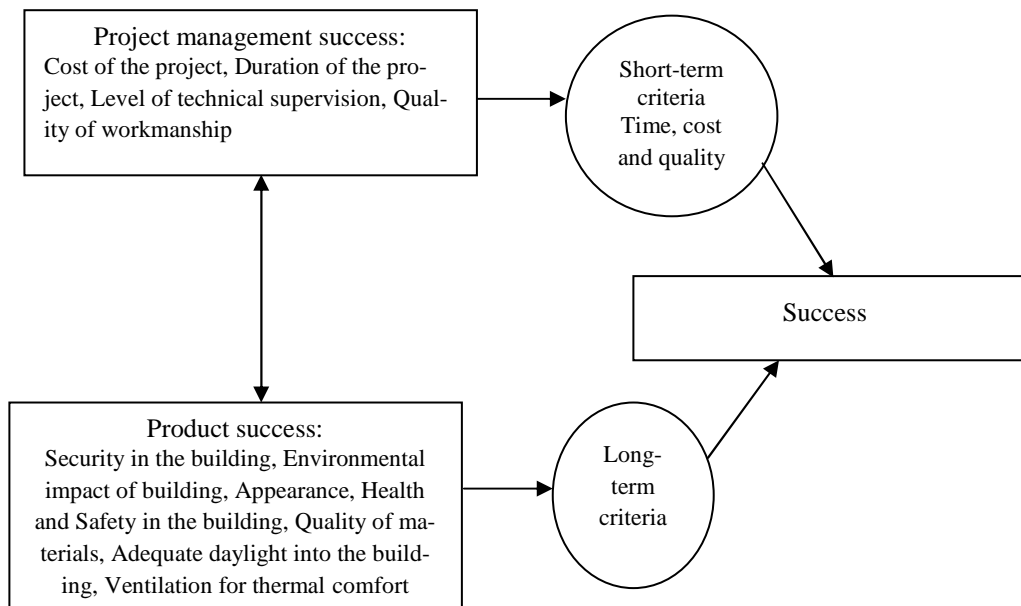 Project management success:
Cost of the project, Duration of the pro-
ject, Level of technical supervision, Qual-
ity of workmanship
Short-term
criteria
Time, cost
and quality
Success
Product success:
Security in the building, Environmental
impact of building, Appearance, Health
and Safety in the building, Quality of ma-
terials, Adequate daylight into the build-
ing, Ventilation for thermal comfort
Long-
term
criteria